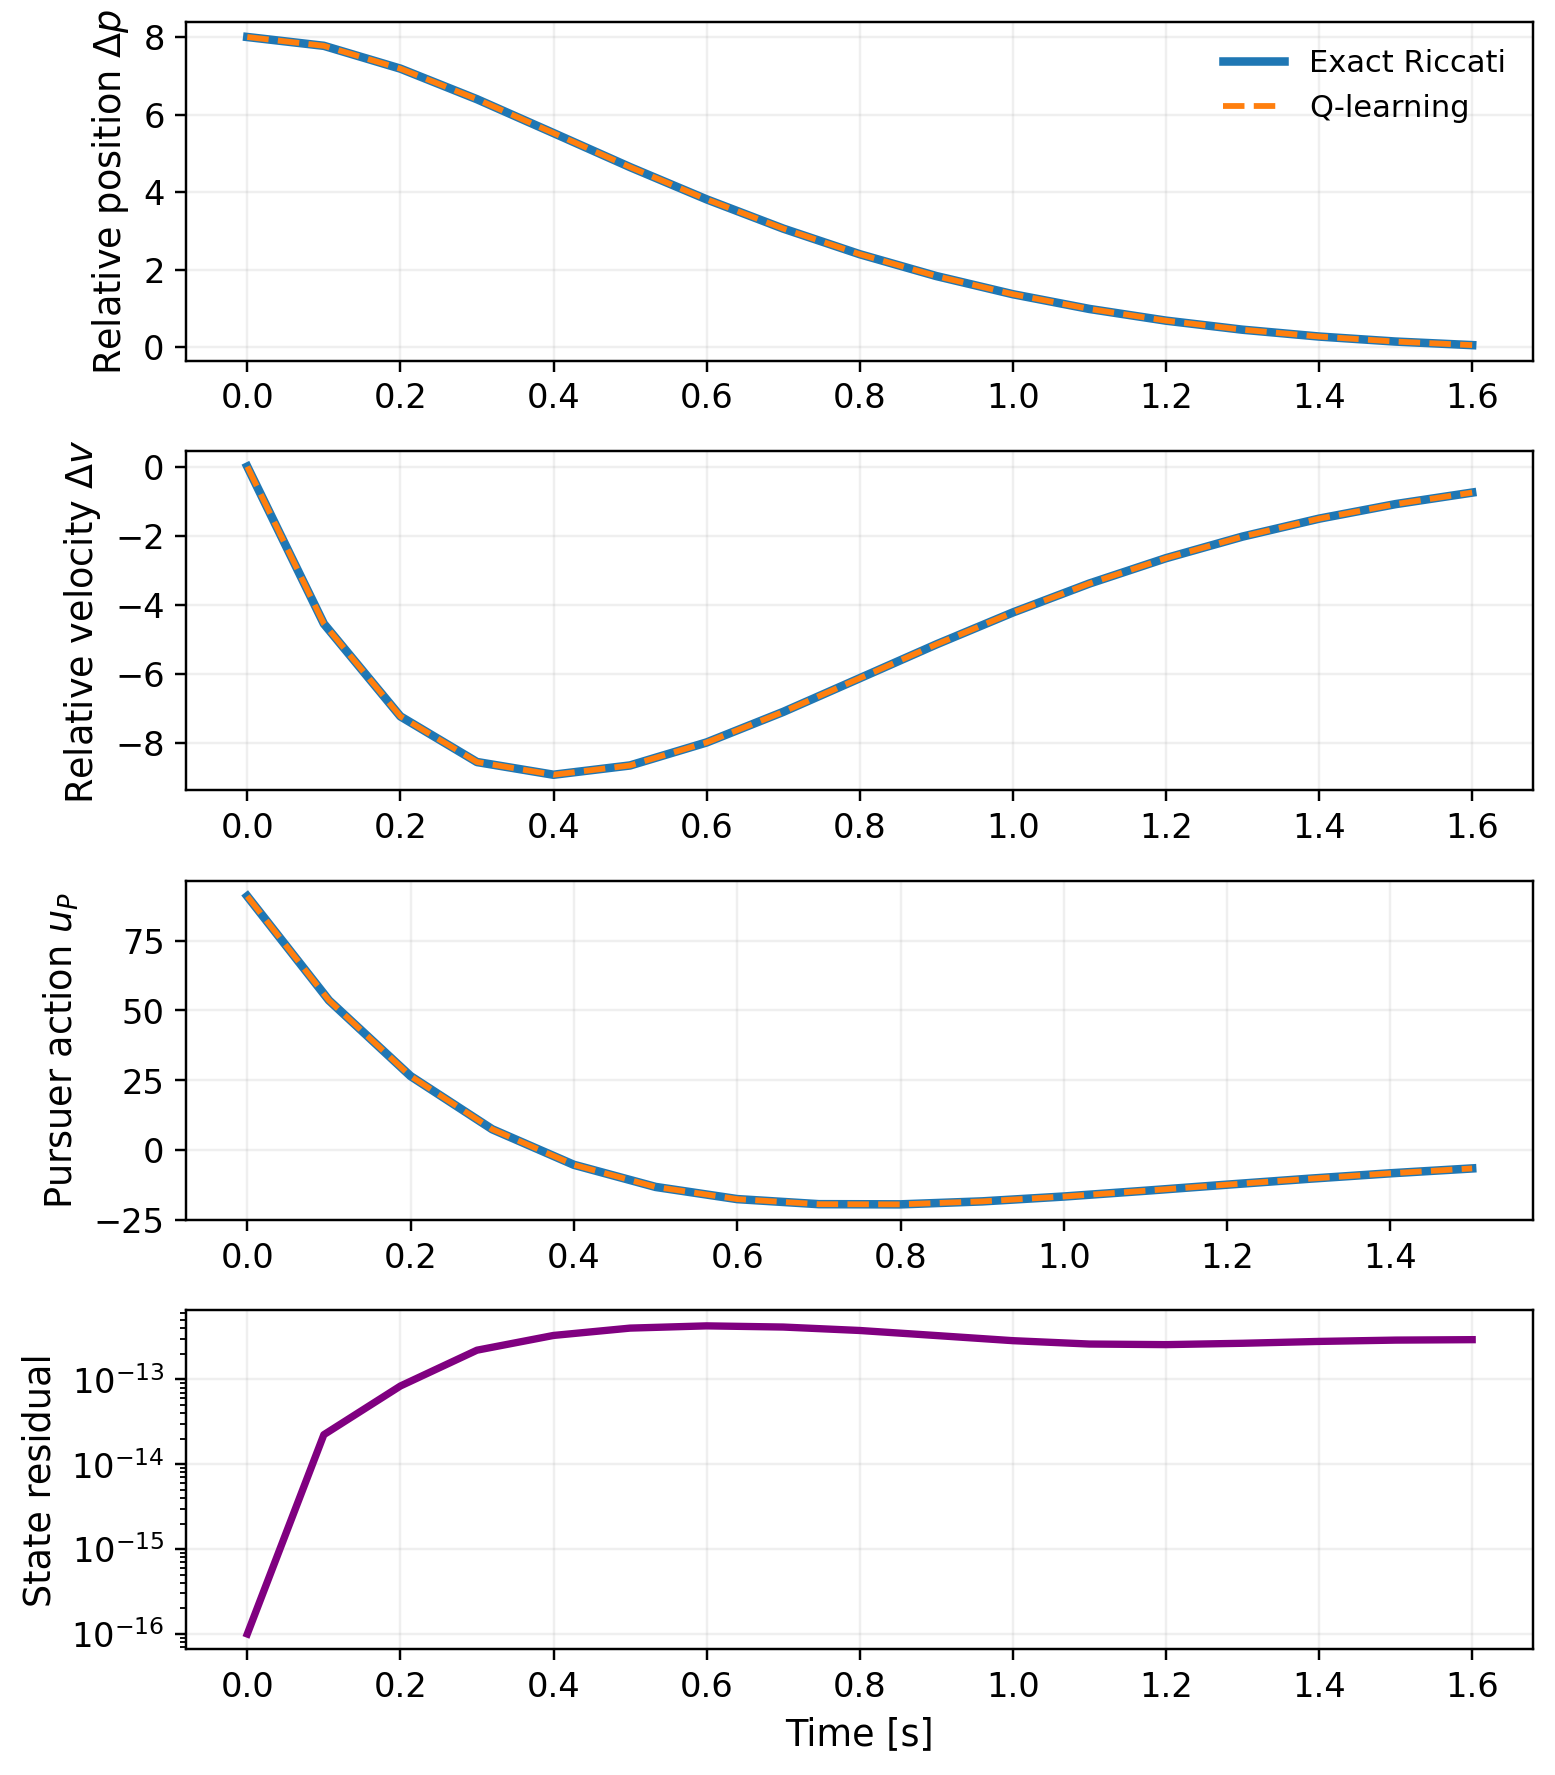 Relative position Δp
8
6
4
2
0
Exact Riccati
Q-learning
0.0 0.2 0.4 0.6 0.8 1.0 1.2 1.4 1.6
Relative velocity Δv
0
−2
−4
−6
−8
0.0 0.2 0.4 0.6 0.8 1.0 1.2 1.4 1.6
Pursuer action u_P
75
50
25
0
−25
0.0 0.2 0.4 0.6 0.8 1.0 1.2 1.4
State residual
10⁻¹³
10⁻¹⁴
10⁻¹⁵
10⁻¹⁶
0.0 0.2 0.4 0.6 0.8 1.0 1.2 1.4 1.6
Time [s]